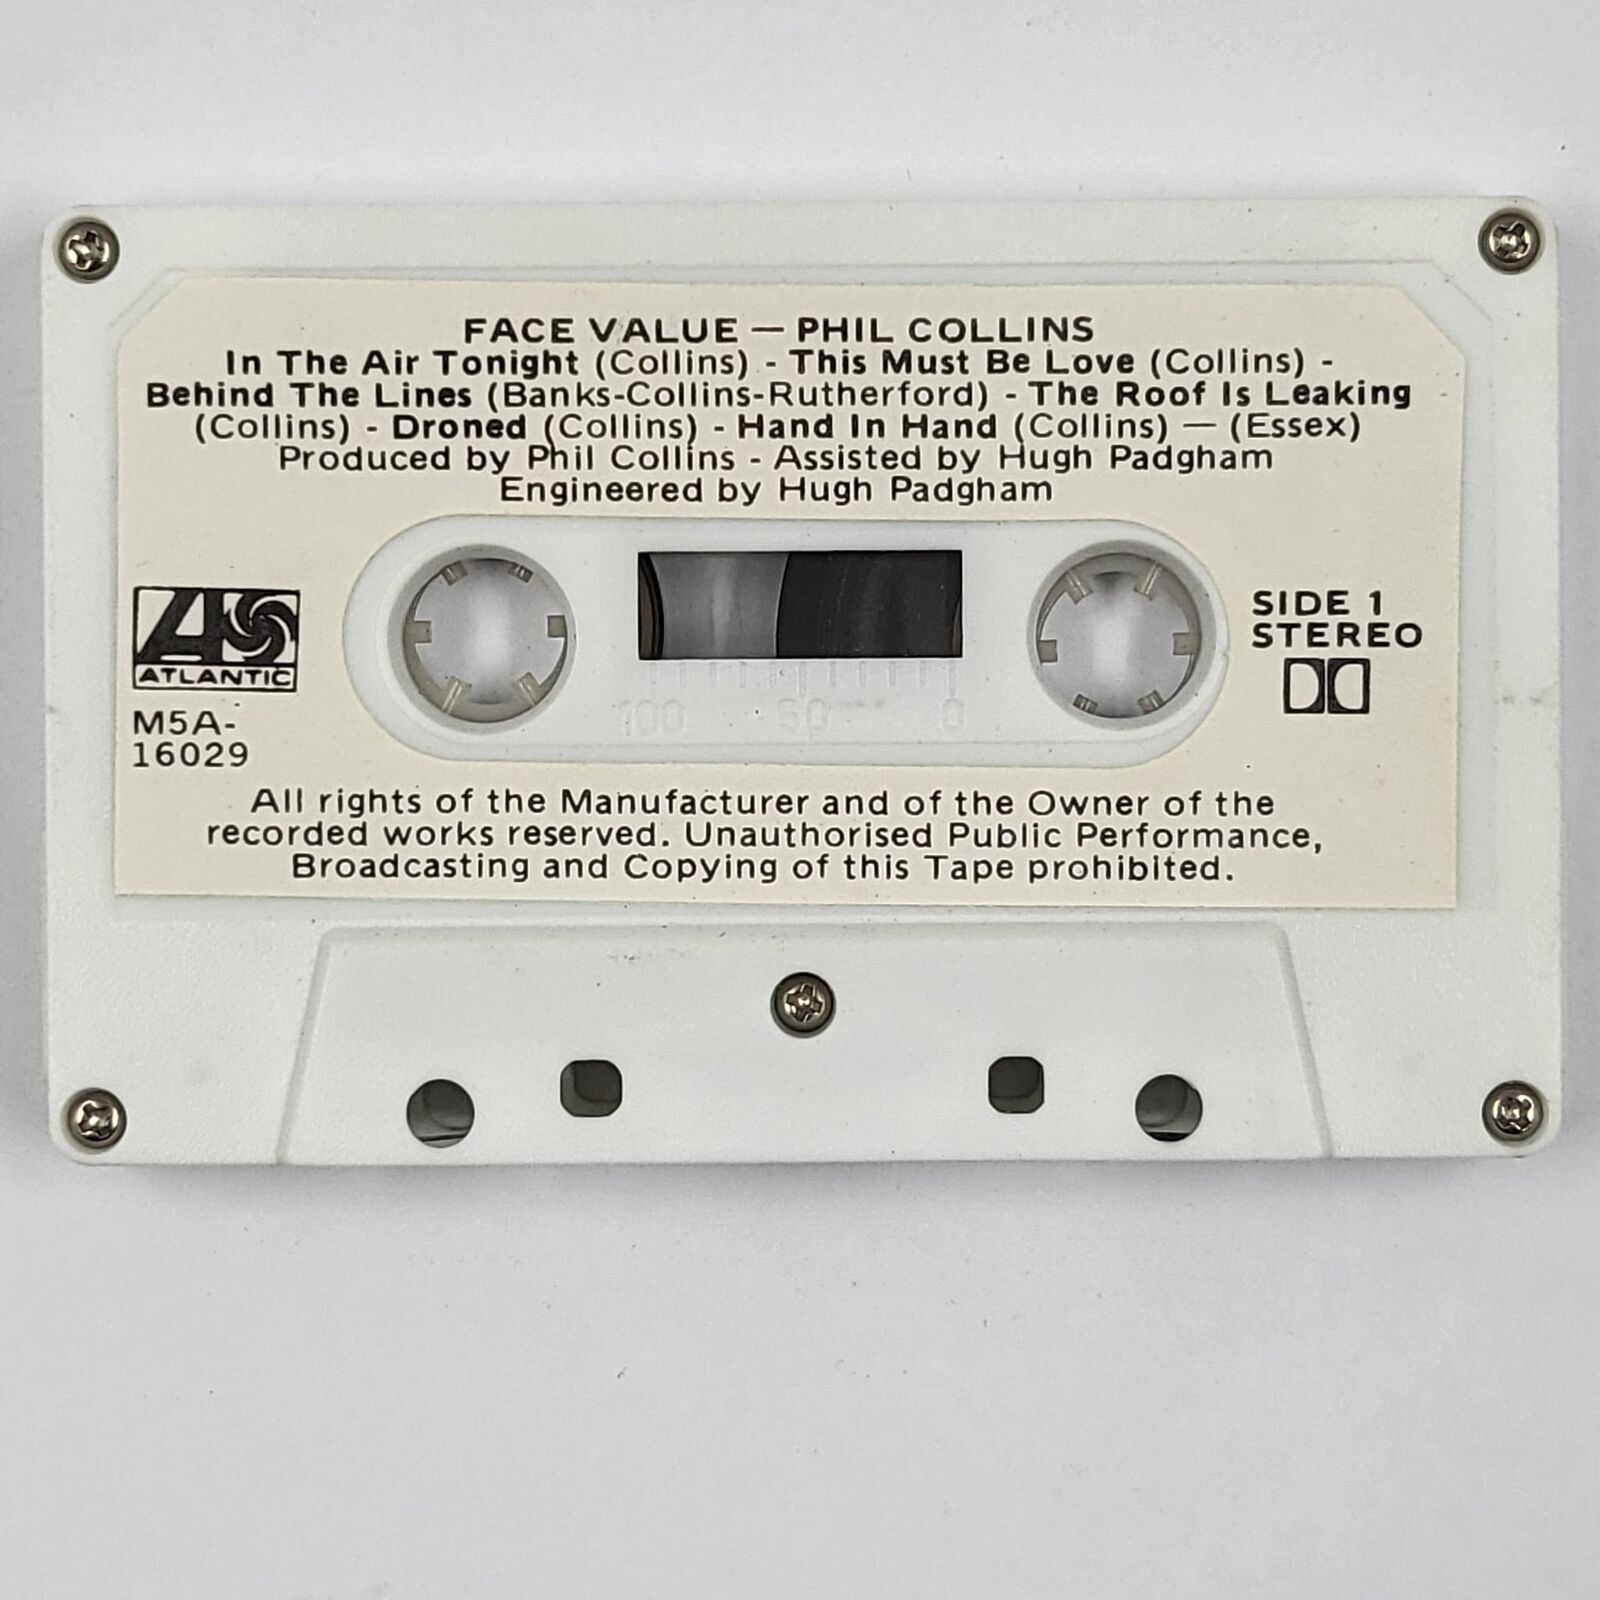 FACE VALUE — PHIL COLLINS
In The Air Tonight (Collins) - This Must Be Love (Collins) -
Behind The Lines (Banks-Collins-Rutherford) - The Roof Is Leaking
(Collins) - Droned (Collins) - Hand In Hand (Collins) — (Essex)
Produced by Phil Collins - Assisted by Hugh Padgham
Engineered by Hugh Padgham
ATLANTIC
M5A-
16029
100 50 0
SIDE 1
STEREO
All rights of the Manufacturer and of the Owner of the
recorded works reserved. Unauthorised Public Performance,
Broadcasting and Copying of this Tape prohibited.